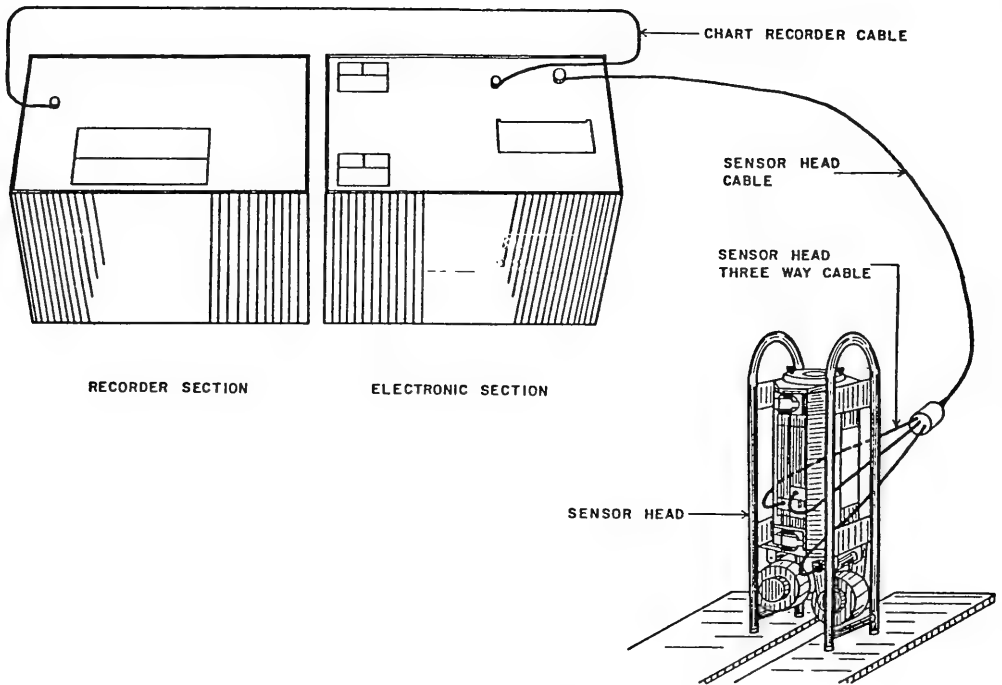 CHART RECORDER CABLE
SENSOR HEAD
CABLE
SENSOR HEAD
THREE WAY CABLE
RECORDER SECTION
ELECTRONIC SECTION
SENSOR HEAD